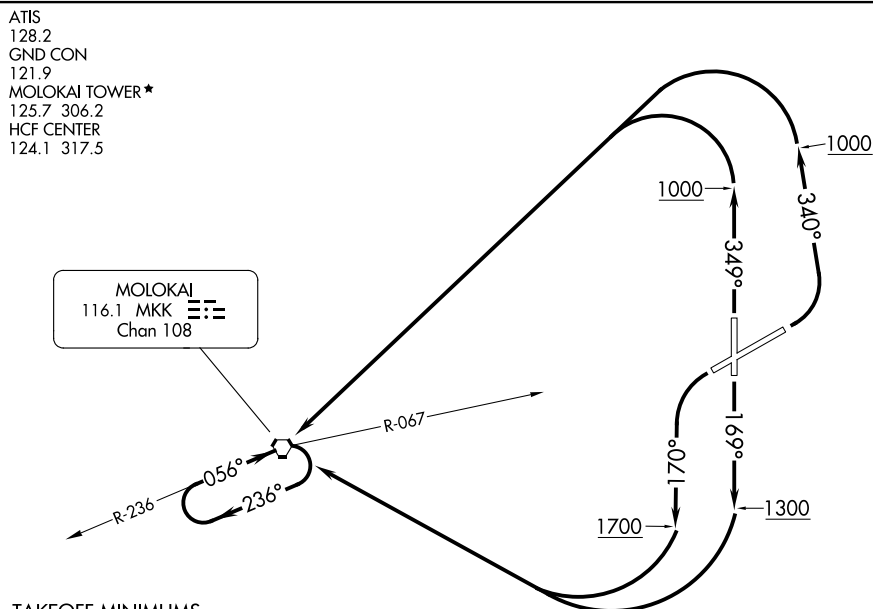 ATIS
128.2
GND CON
121.9
MOLOKAI TOWER★
125.7 306.2
HCF CENTER
124.1 317.5
1000
1000
340°
349°
MOLOKAI
116.1 MKK
Chan 108
R-067
056°
236°
R-236
170°
169°
1700
1300
TAKEOFF MINIMUMS